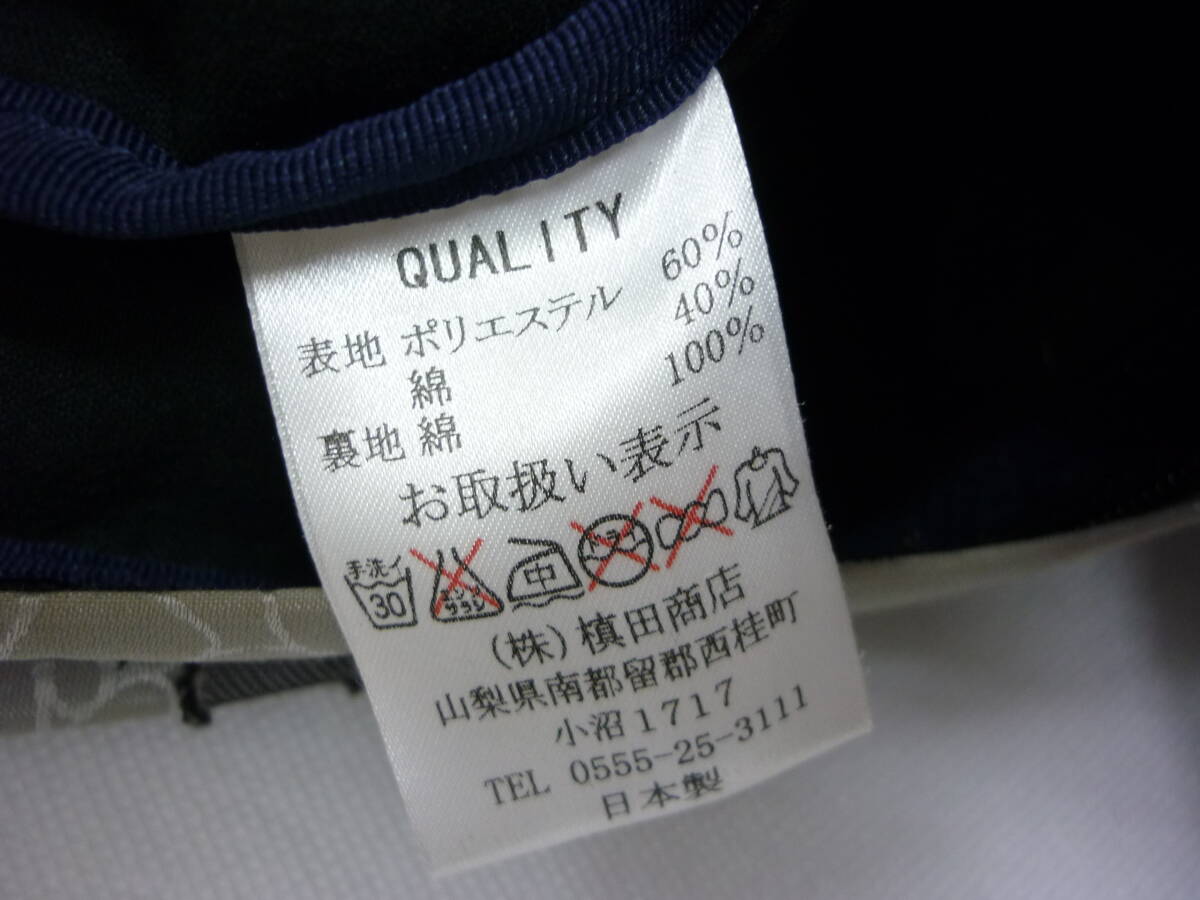 QUALITY
表地 ポリエステル 60%
綿 40%
裏地 綿 100%
お取扱い表示
手洗イ 30 エンソサラシ 中 ドライ
(株)槙田商店
山梨県南都留郡西桂町
小沼1717
TEL 0555-25-3111
日本製